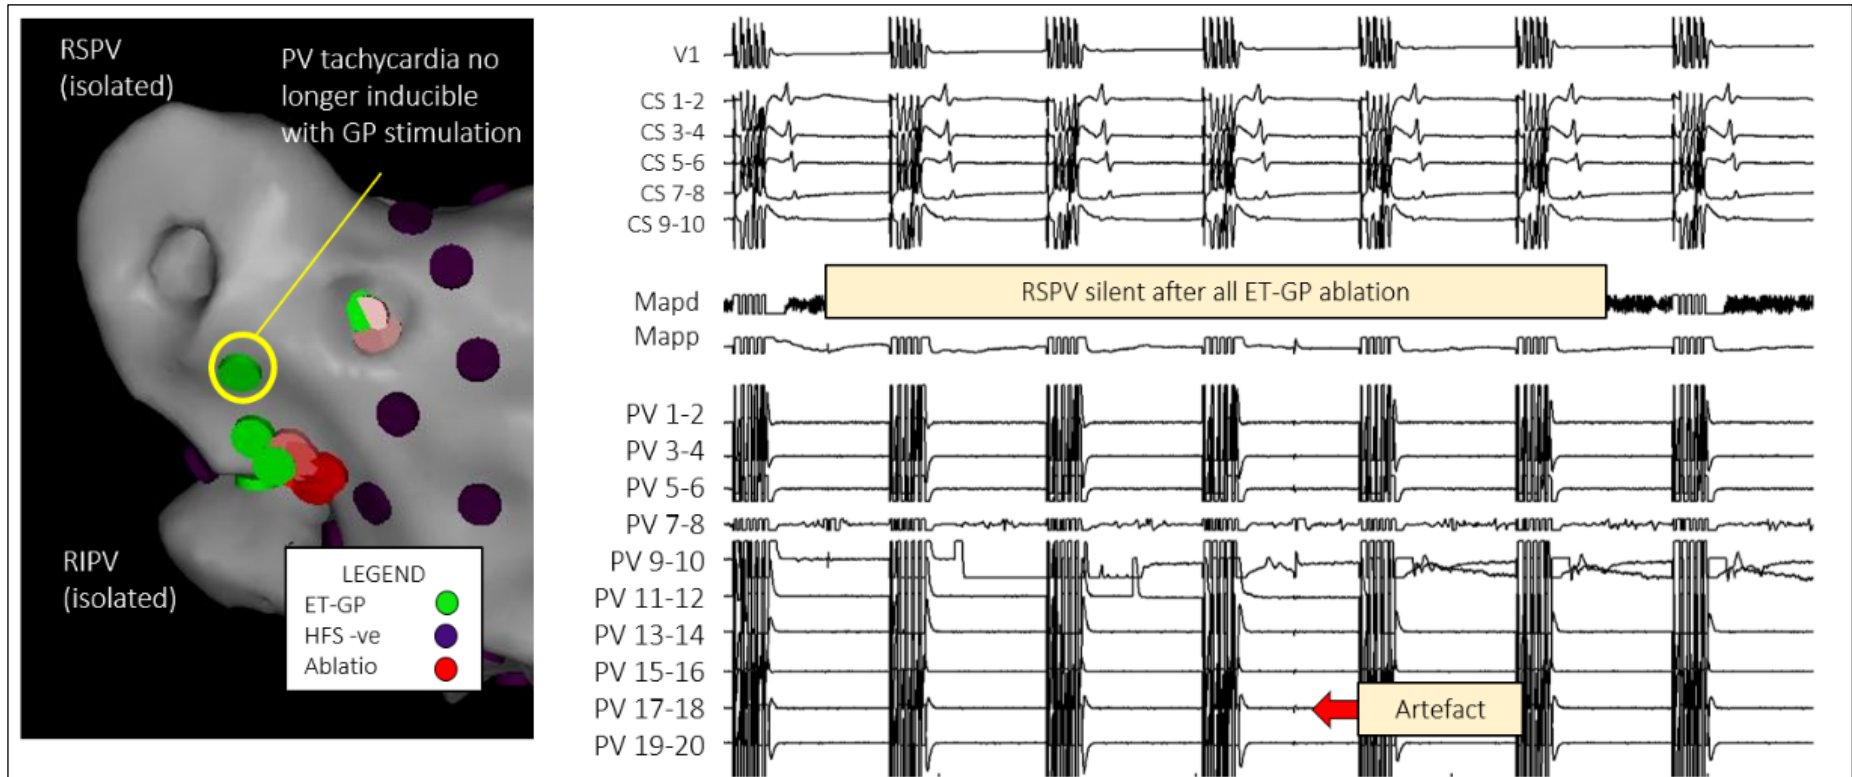 RSPV
(isolated)
PV tachycardia no
longer inducible
with GP stimulation
RIPV
(isolated)
LEGEND
ET-GP
HFS -ve
Ablatio
V1
CS 1-2
CS 3-4
CS 5-6
CS 7-8
CS 9-10
Mapd
RSPV silent after all ET-GP ablation
Mapp
PV 1-2
PV 3-4
PV 5-6
PV 7-8
PV 9-10
PV 11-12
PV 13-14
PV 15-16
PV 17-18
Artefact
PV 19-20